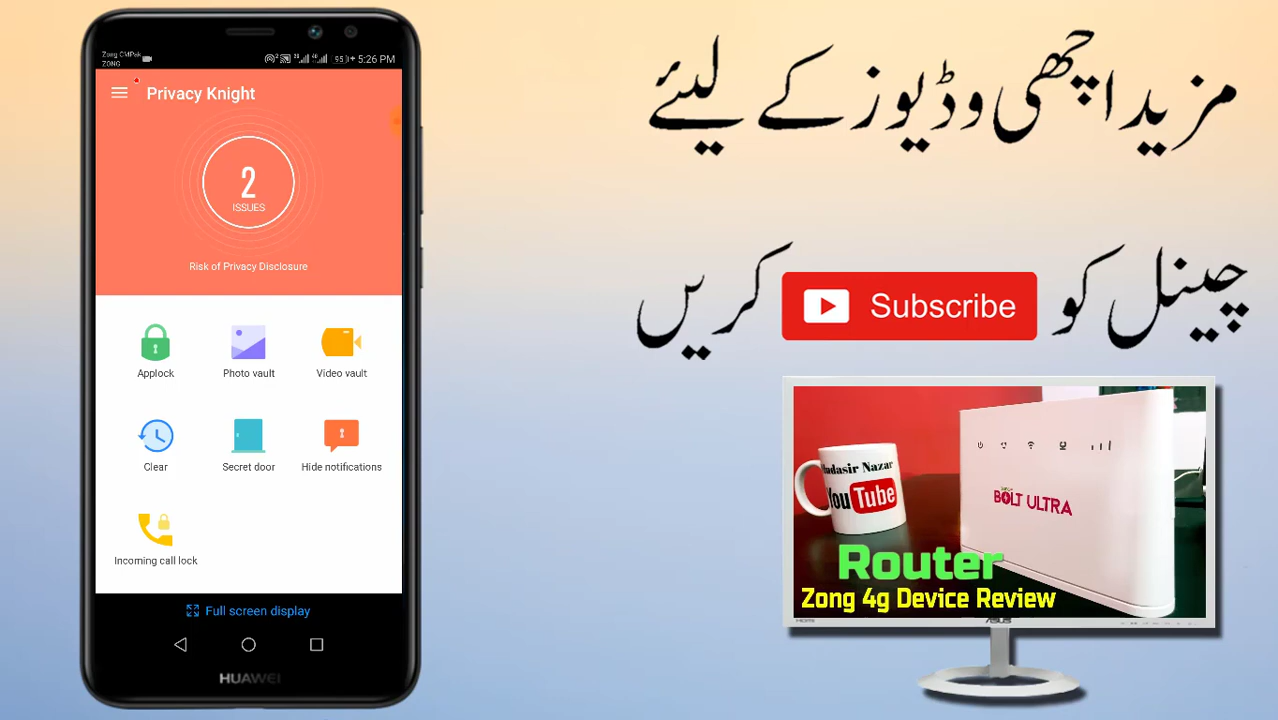 Zong CMPak
ZONG
95
5:26 PM
Privacy Knight
2
ISSUES
Risk of Privacy Disclosure
Applock
Photo vault
Video vault
Clear
Secret door
Hide notifications
Incoming call lock
Full screen display
HUAWEI
مزید اچھی وڈیوز کے لیئے
چینل کو Subscribe کریں
Mudasir Nazar
YouTube
BOLT ULTRA
Router
Zong 4g Device Review
HDMI
ASUS